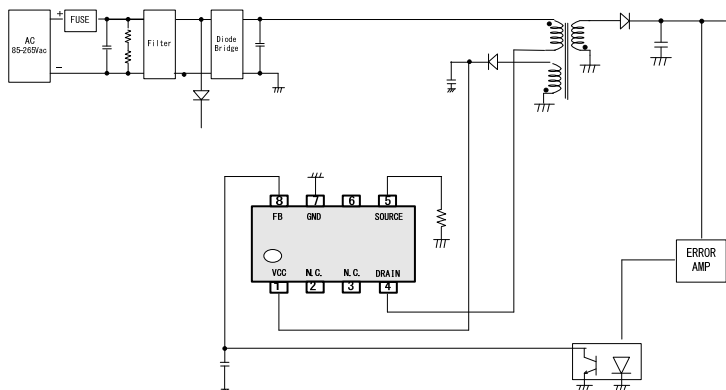 AC
85-265Vac
+
−
FUSE
Filter
Diode
Bridge
8
7
6
5
FB
GND
SOURCE
VCC
N.C.
N.C.
DRAIN
1
2
3
4
ERROR
AMP